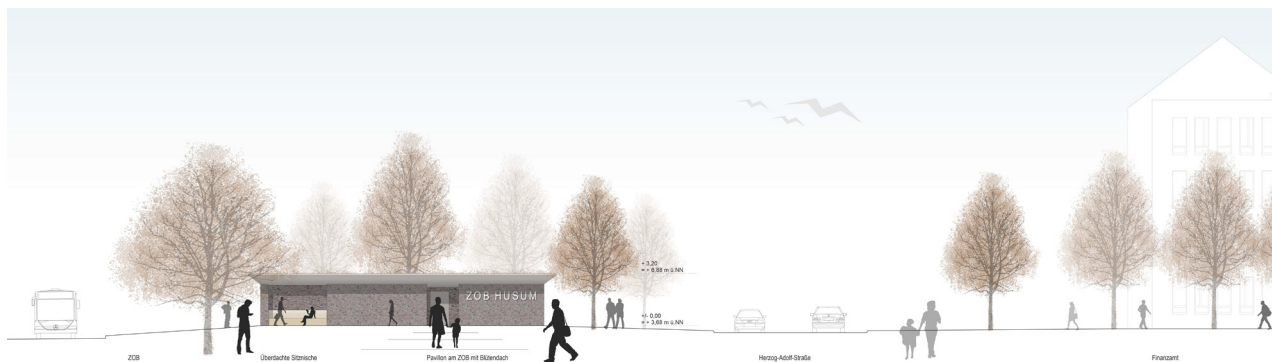 + 3,20
= + 6,88 m ü.NN
ZOB HUSUM
+/- 0,00
= + 3,68 m ü.NN
ZOB
Überdachte Sitznische
Pavillon am ZOB mit Blütendach
Herzog-Adolf-Straße
Finanzamt